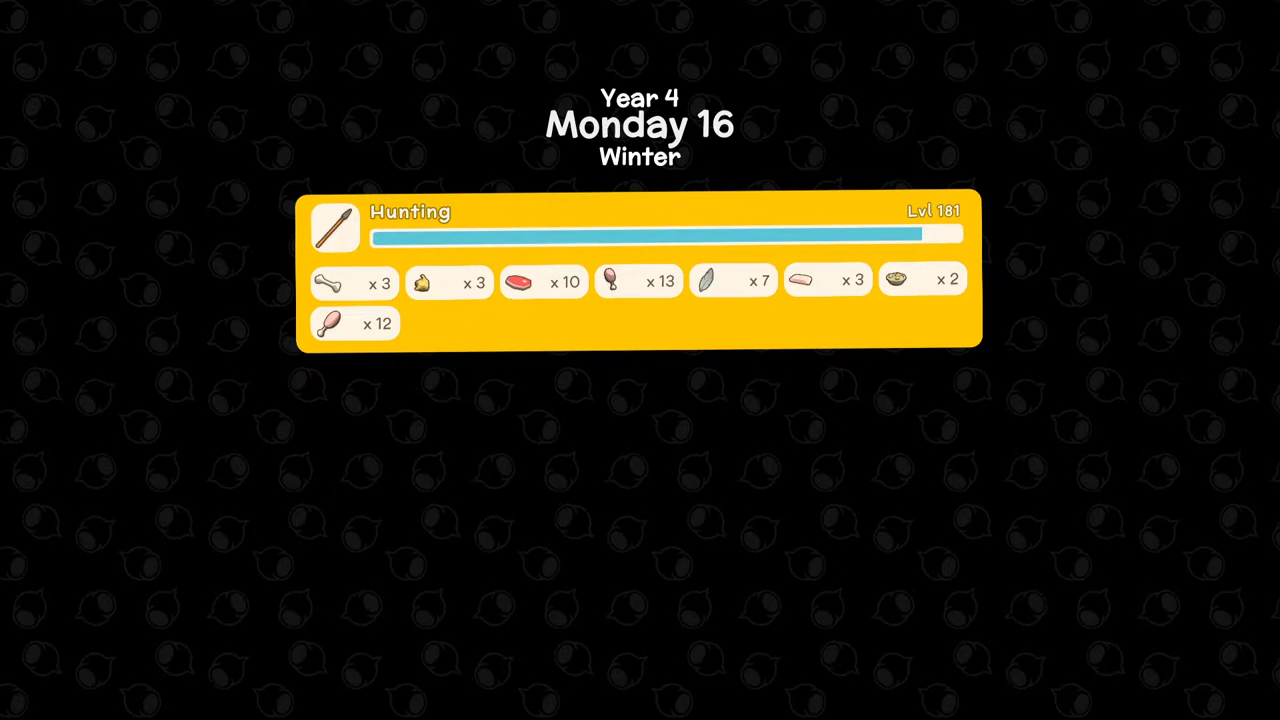 Year 4
Monday 16
Winter
Hunting Lvl 181
x 3 x 3 x 10 x 13 x 7 x 3 x 2
x 12